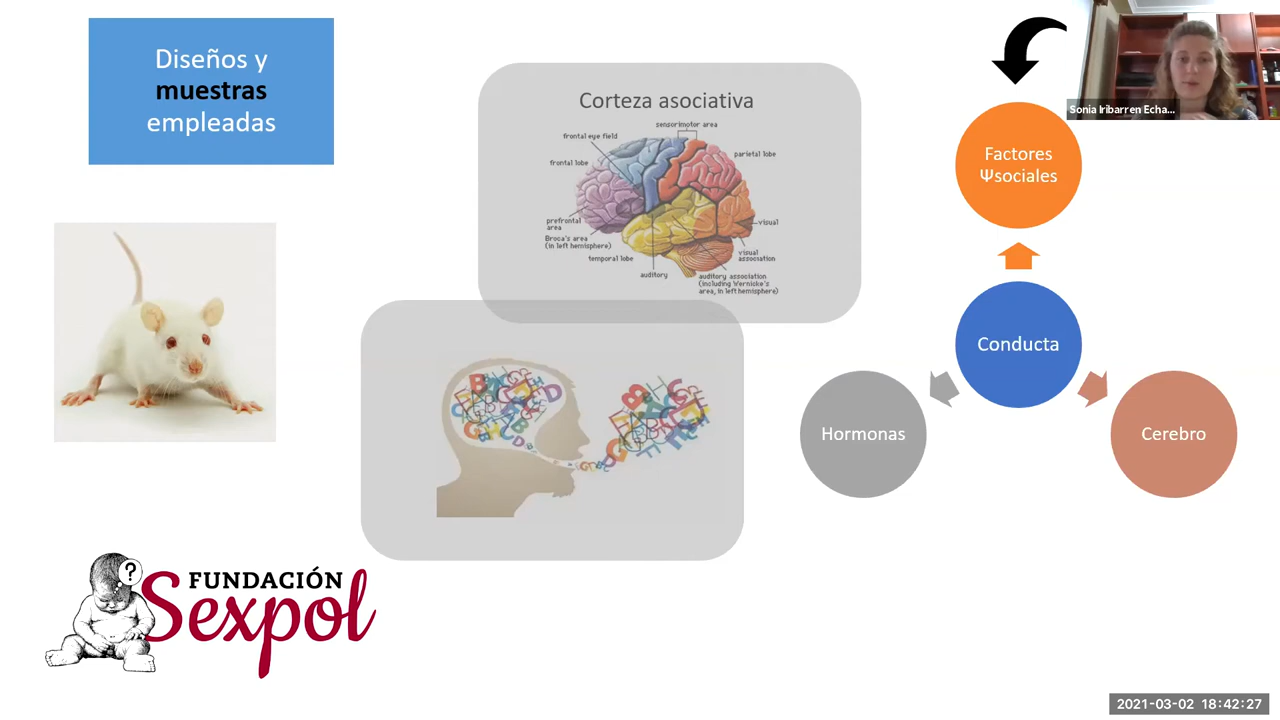 Diseños y
muestras
empleadas
Corteza asociativa
sensorimotor area
frontal eye field
parietal lobe
frontal lobe
prefrontal
area
Broca's area
(in left hemisphere)
temporal lobe
auditory
visual
visual
association
auditory association
(including Wernicke's
area, in left hemisphere)
Factores
Ψsociales
Conducta
Hormonas
Cerebro
Sonia Iribarren Echa...
?
FUNDACIÓN
Sexpol
2021-03-02 18:42:27